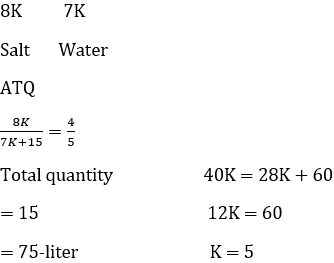 8K 7K
Salt Water
ATQ
8K/(7K+15) = 4/5
Total quantity 40K = 28K + 60
= 15 12K = 60
= 75-liter K = 5